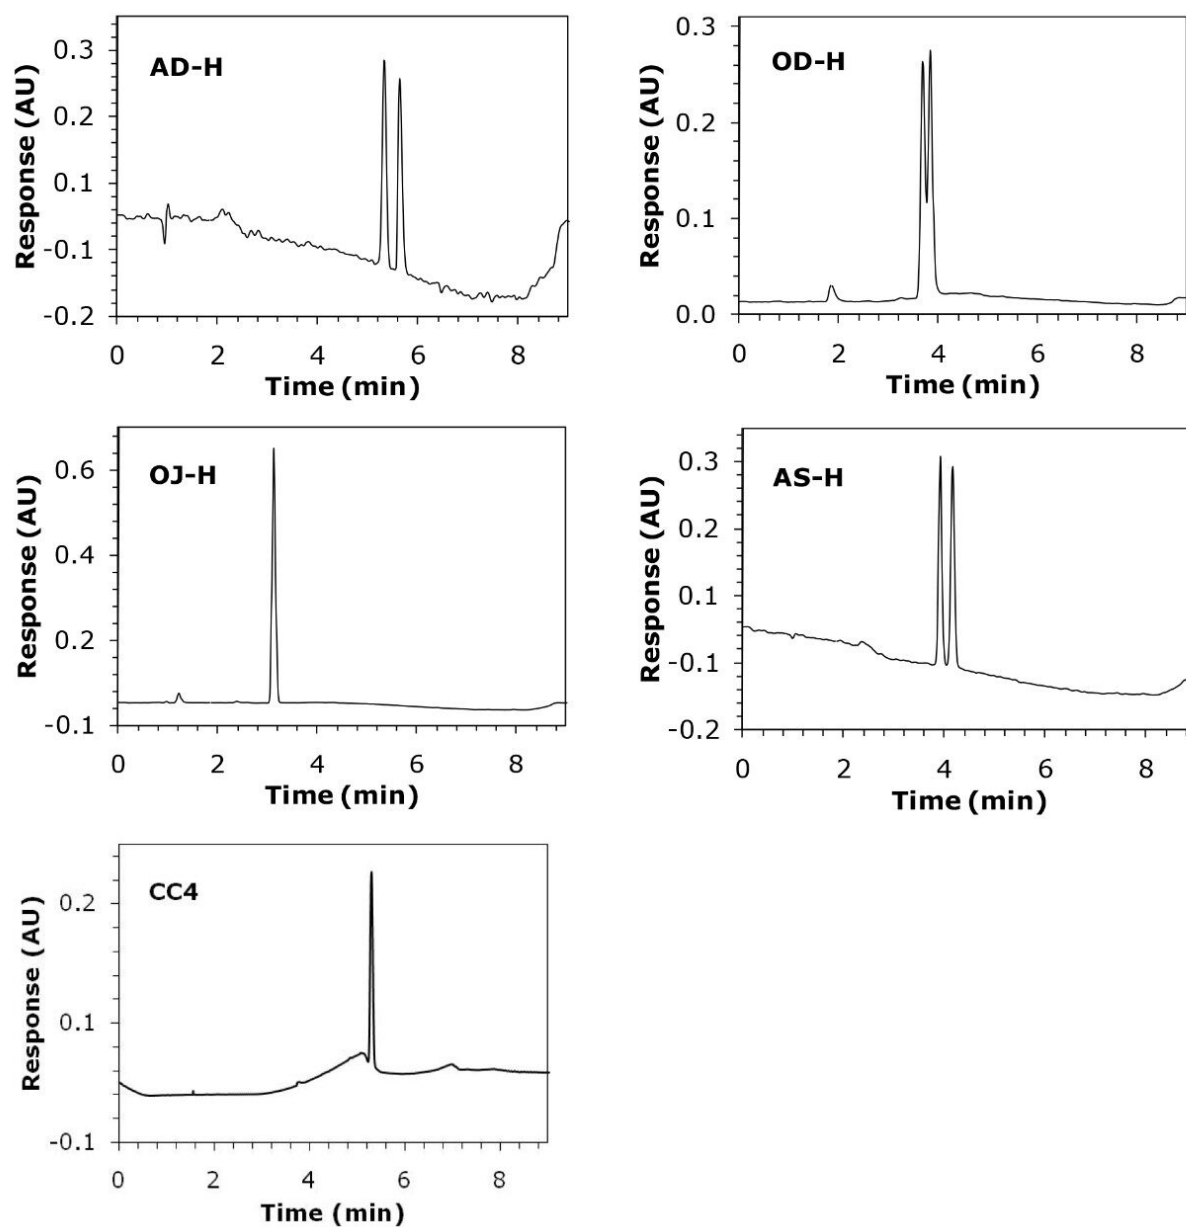 AD-H
Response (AU)
0.3
0.2
0.1
-0.1
-0.2
0 2 4 6 8
Time (min)
OD-H
Response (AU)
0.3
0.2
0.1
0.0
0 2 4 6 8
Time (min)
OJ-H
Response (AU)
0.6
0.4
0.2
-0.1
0 2 4 6 8
Time (min)
AS-H
Response (AU)
0.3
0.2
0.1
-0.1
-0.2
0 2 4 6 8
Time (min)
CC4
Response (AU)
0.2
0.1
-0.1
0 2 4 6 8
Time (min)